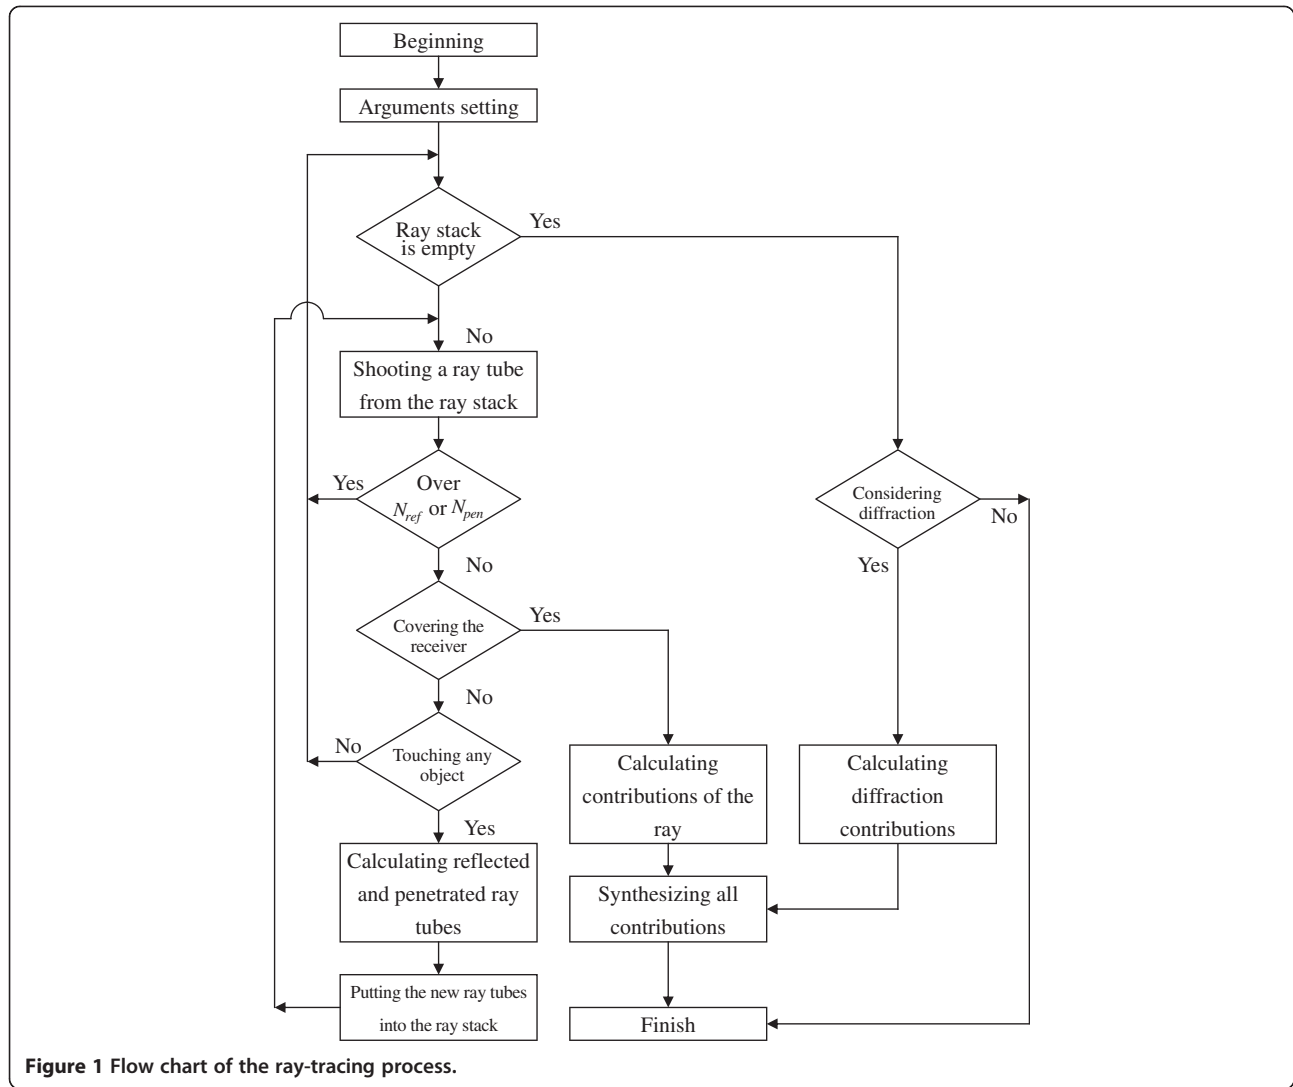 Beginning
Arguments setting
Ray stack
is empty
Yes
No
Shooting a ray tube
from the ray stack
Over
N_ref or N_pen
Yes
No
Considering
diffraction
No
Yes
Covering the
receiver
Yes
No
Touching any
object
No
Yes
Calculating
contributions of the
ray
Calculating
diffraction
contributions
Calculating reflected
and penetrated ray
tubes
Synthesizing all
contributions
Putting the new ray tubes
into the ray stack
Finish
Figure 1 Flow chart of the ray-tracing process.